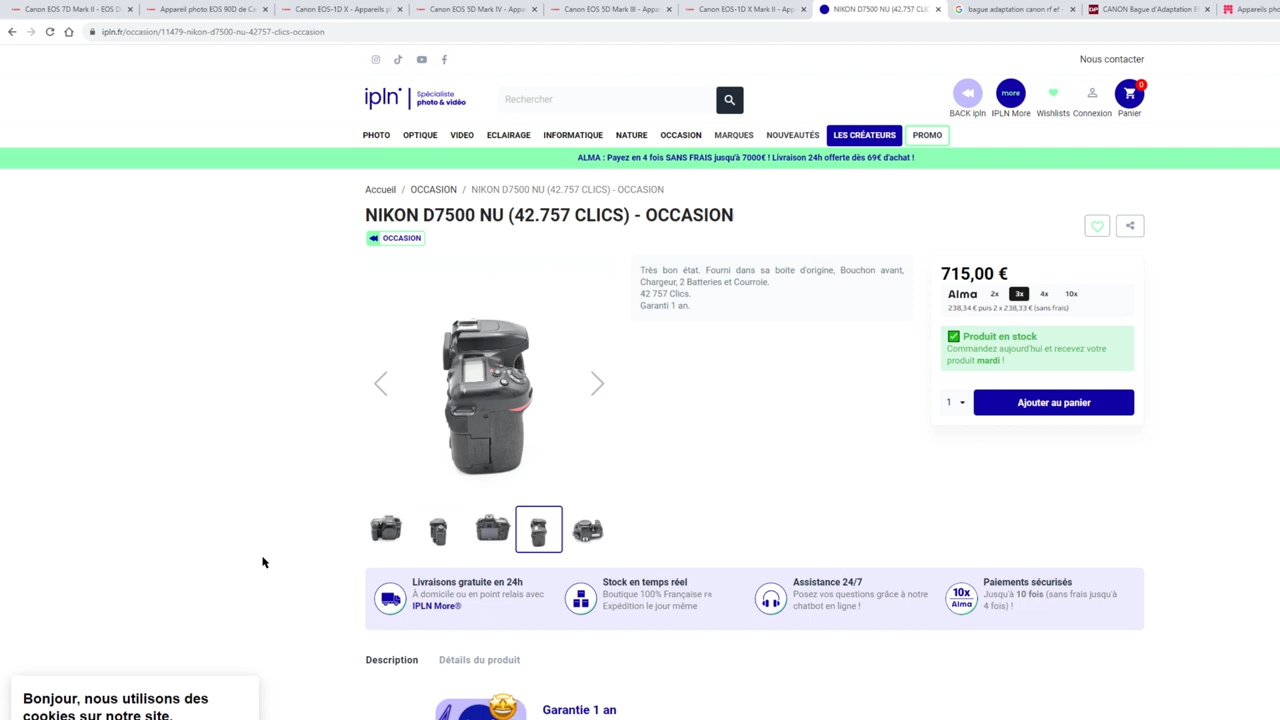 Canon EOS 7D Mark II - EOS D
Appareil photo EOS 90D de Ca
Canon EOS-1D X - Appareils p
Canon EOS 5D Mark IV - Appa
Canon EOS 5D Mark III - Appar
Canon EOS-1D X Mark II - App
NIKON D7500 NU (42.757 CLIC
bague adaptation canon rf ef
CANON Bague d'Adaptation E
Appareils pho
ipln.fr/occasion/11479-nikon-d7500-nu-42757-clics-occasion
Nous contacter
ipln
Spécialiste
photo & vidéo
Rechercher
more
0
BACK ipln
IPLN More
Wishlists
Connexion
Panier
PHOTO OPTIQUE VIDEO ECLAIRAGE INFORMATIQUE NATURE OCCASION MARQUES NOUVEAUTÉS LES CRÉATEURS PROMO
ALMA : Payez en 4 fois SANS FRAIS jusqu'à 7000€ ! Livraison 24h offerte dès 69€ d'achat !
Accueil / OCCASION / NIKON D7500 NU (42.757 CLICS) - OCCASION
NIKON D7500 NU (42.757 CLICS) - OCCASION
OCCASION
Très bon état. Fourni dans sa boite d'origine, Bouchon avant,
Chargeur, 2 Batteries et Courroie.
42 757 Clics.
Garanti 1 an.
715,00 €
Alma 2x 3x 4x 10x
238,34 € puis 2 x 238,33 € (sans frais)
Produit en stock
Commandez aujourd'hui et recevez votre
produit mardi !
1
Ajouter au panier
Livraisons gratuite en 24h
À domicile ou en point relais avec
IPLN More®
Stock en temps réel
Boutique 100% Française FR
Expédition le jour même
Assistance 24/7
Posez vos questions grâce à notre
chatbot en ligne !
10x
Alma
Paiements sécurisés
Jusqu'à 10 fois (sans frais jusqu'à
4 fois) !
Description
Détails du produit
Garantie 1 an
Bonjour, nous utilisons des
cookies sur notre site.